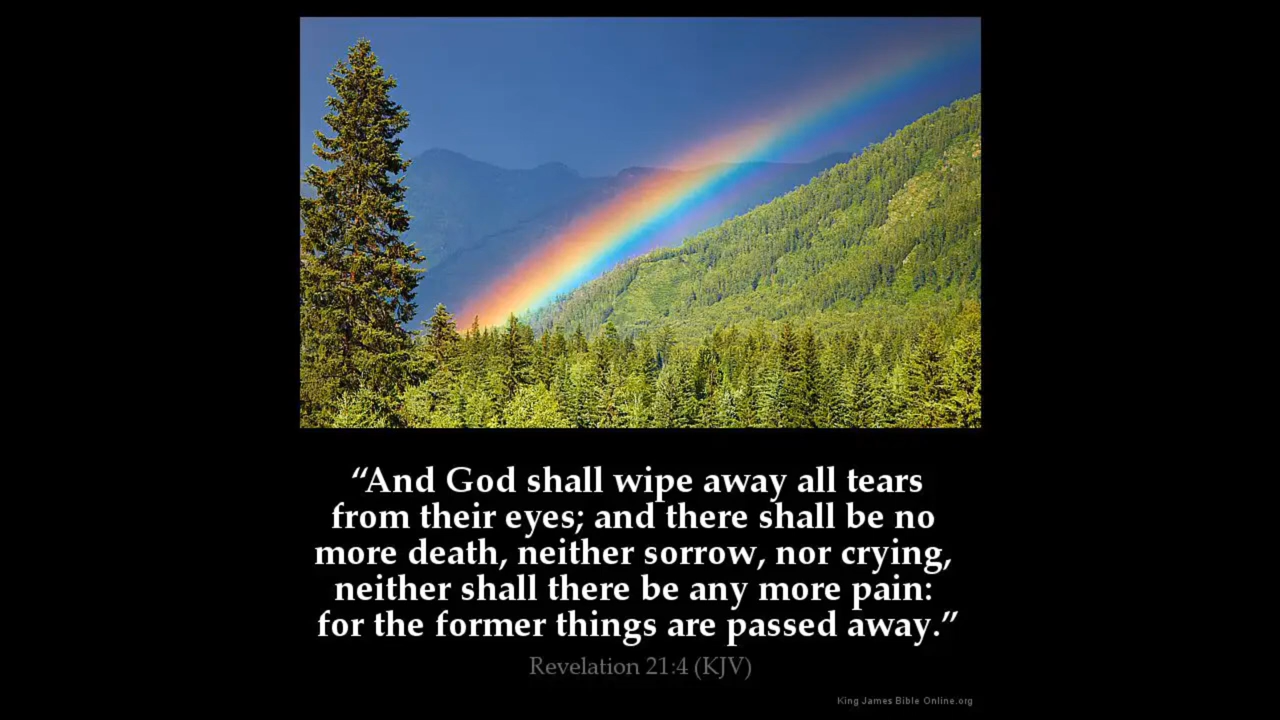 “And God shall wipe away all tears
from their eyes; and there shall be no
more death, neither sorrow, nor crying,
neither shall there be any more pain:
for the former things are passed away.”
Revelation 21:4 (KJV)
King James Bible Online.org